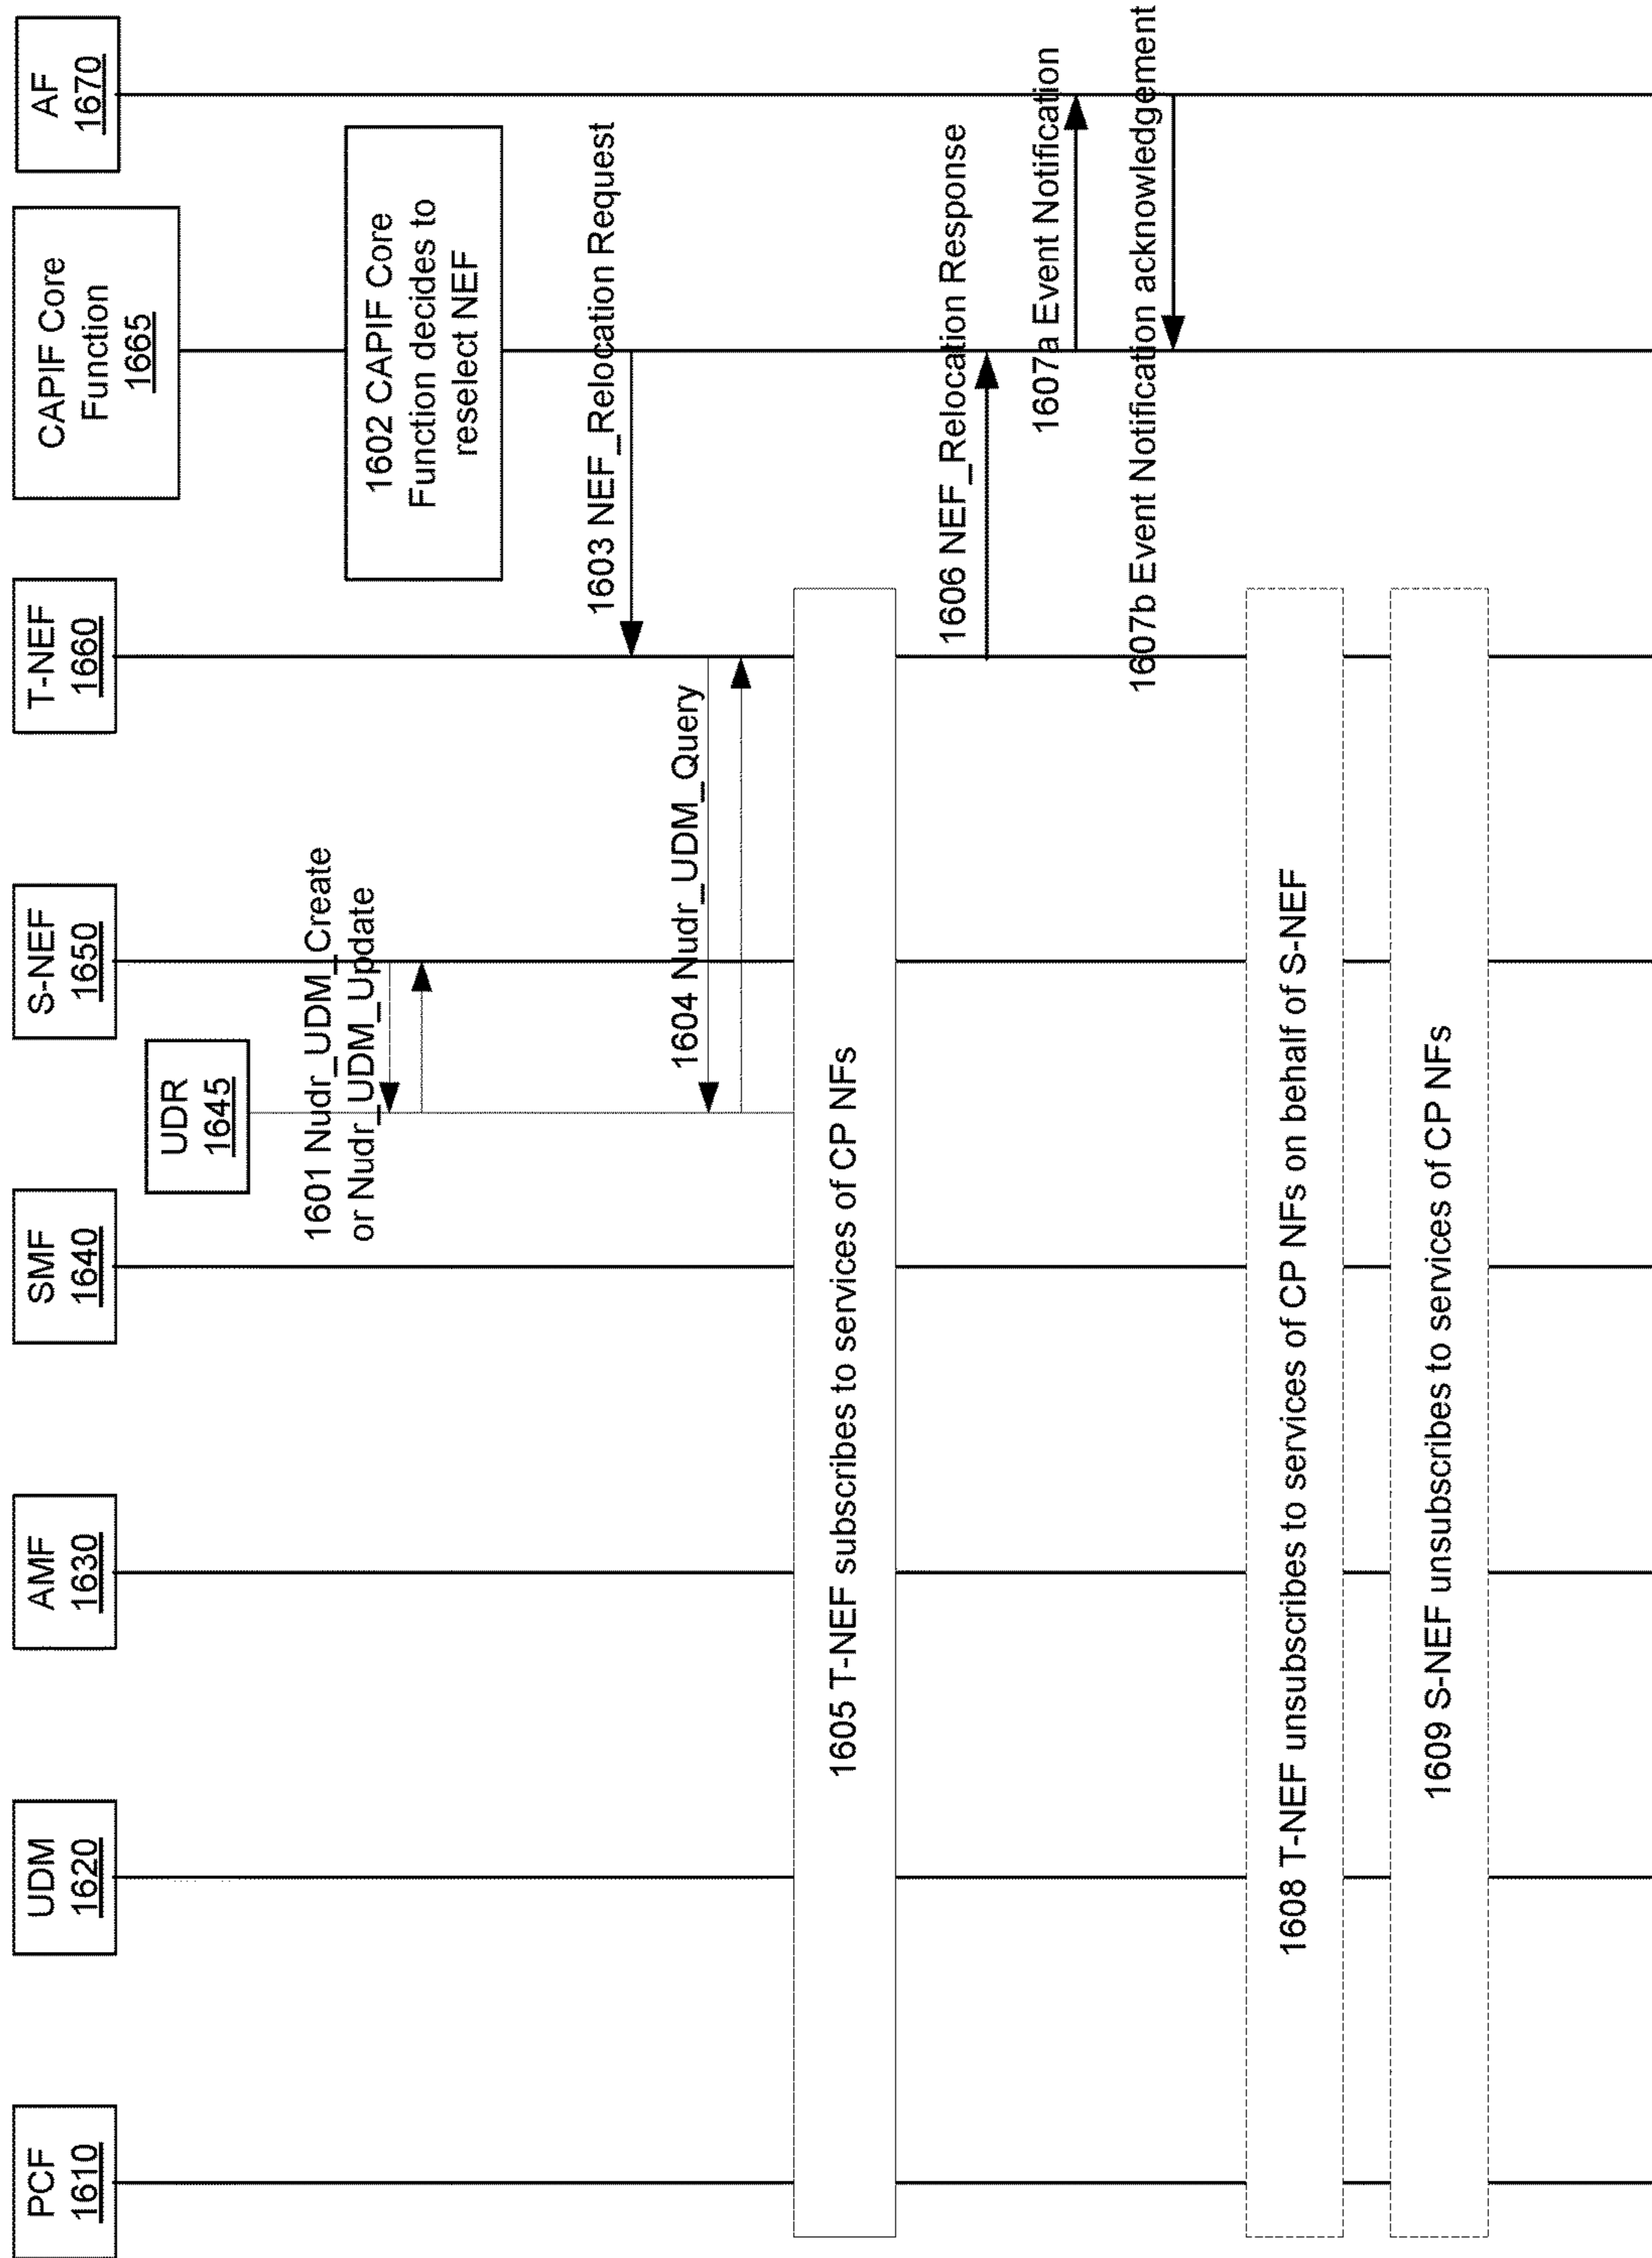 PCF
1610
UDM
1620
AMF
1630
SMF
1640
UDR
1645
S-NEF
1650
T-NEF
1660
CAPIF Core
Function
1665
AF
1670
1601 Nudr_UDM_Create
or Nudr_UDM_Update
1602 CAPIF Core
Function decides to
reselect NEF
1603 NEF_Relocation Request
1604 Nudr_UDM_Query
1605 T-NEF subscribes to services of CP NFs
1606 NEF_Relocation Response
1607a Event Notification
1607b Event Notification acknowledgement
1608 T-NEF unsubscribes to services of CP NFs on behalf of S-NEF
1609 S-NEF unsubscribes to services of CP NFs